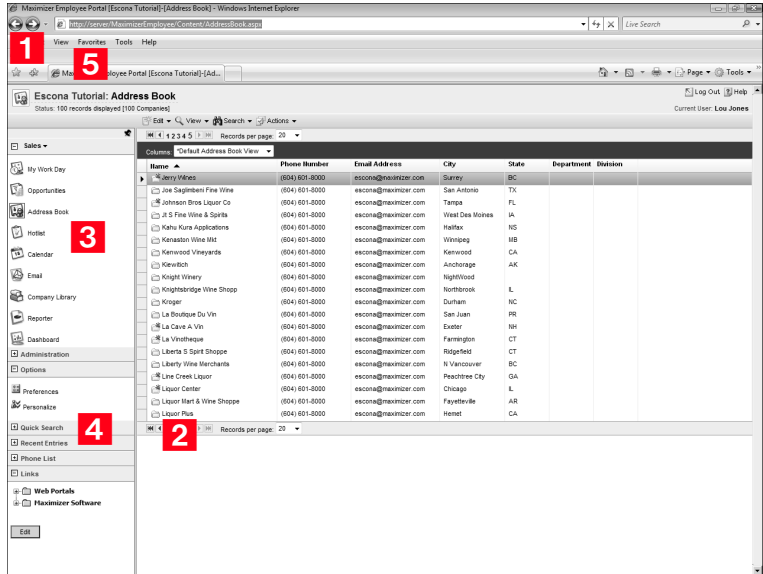 Maximizer Employee Portal [Escona Tutorial]-[Address Book] - Windows Internet Explorer
http://server/MaximizerEmployee/Content/AddressBook.aspx
Live Search
1
View Favorites Tools Help
5
Ma oyee Portal [Escona Tutorial]-[Ad...
Page Tools
Escona Tutorial: Address Book
Log Out Help
Status: 100 records displayed [100 Companies]
Current User: Lou Jones
Edit View Search Actions
1 2 3 4 5 Records per page: 20
Sales
Columns: *Default Address Book View
Name Phone Number Email Address City State Department Division
Jerry Wilnes (604) 601-8000 escona@maximizer.com Surrey BC
Joe Saglimbeni Fine Wine (604) 601-8000 escona@maximizer.com San Antonio TX
Johnson Bros Liquor Co (604) 601-8000 escona@maximizer.com Tampa FL
Jt S Fine Wine & Spirits (604) 601-8000 escona@maximizer.com West Des Moines IA
Kahu Kura Applications (604) 601-8000 escona@maximizer.com Halifax NS
Kenaston Wine Mkt (604) 601-8000 escona@maximizer.com Winnipeg MB
Kenwood Vineyards (604) 601-8000 escona@maximizer.com Kenwood CA
Kiewitich (604) 601-8000 escona@maximizer.com Anchorage AK
Knight Winery (604) 601-8000 escona@maximizer.com NightWood
Knightsbridge Wine Shopp (604) 601-8000 escona@maximizer.com Northbrook IL
Kroger (604) 601-8000 escona@maximizer.com Durham NC
La Boutique Du Vin (604) 601-8000 escona@maximizer.com San Juan PR
La Cave A Vin (604) 601-8000 escona@maximizer.com Exeter NH
La Vinotheque (604) 601-8000 escona@maximizer.com Farmington CT
Liberta S Spirit Shoppe (604) 601-8000 escona@maximizer.com Ridgefield CT
Liberty Wine Merchants (604) 601-8000 escona@maximizer.com N Vancouver BC
Line Creek Liquor (604) 601-8000 escona@maximizer.com Peachtree City GA
Liquor Center (604) 601-8000 escona@maximizer.com Chicago IL
Liquor Mart & Wine Shoppe (604) 601-8000 escona@maximizer.com Fayetteville AR
Liquor Plus (604) 601-8000 escona@maximizer.com Hemet CA
2 Records per page: 20
My Work Day
Opportunities
Address Book
3
Hotlist
Calendar
Email
Company Library
Reporter
Dashboard
Administration
Options
Preferences
Personalize
4
Quick Search
Recent Entries
Phone List
Links
Web Portals
Maximizer Software
Edit